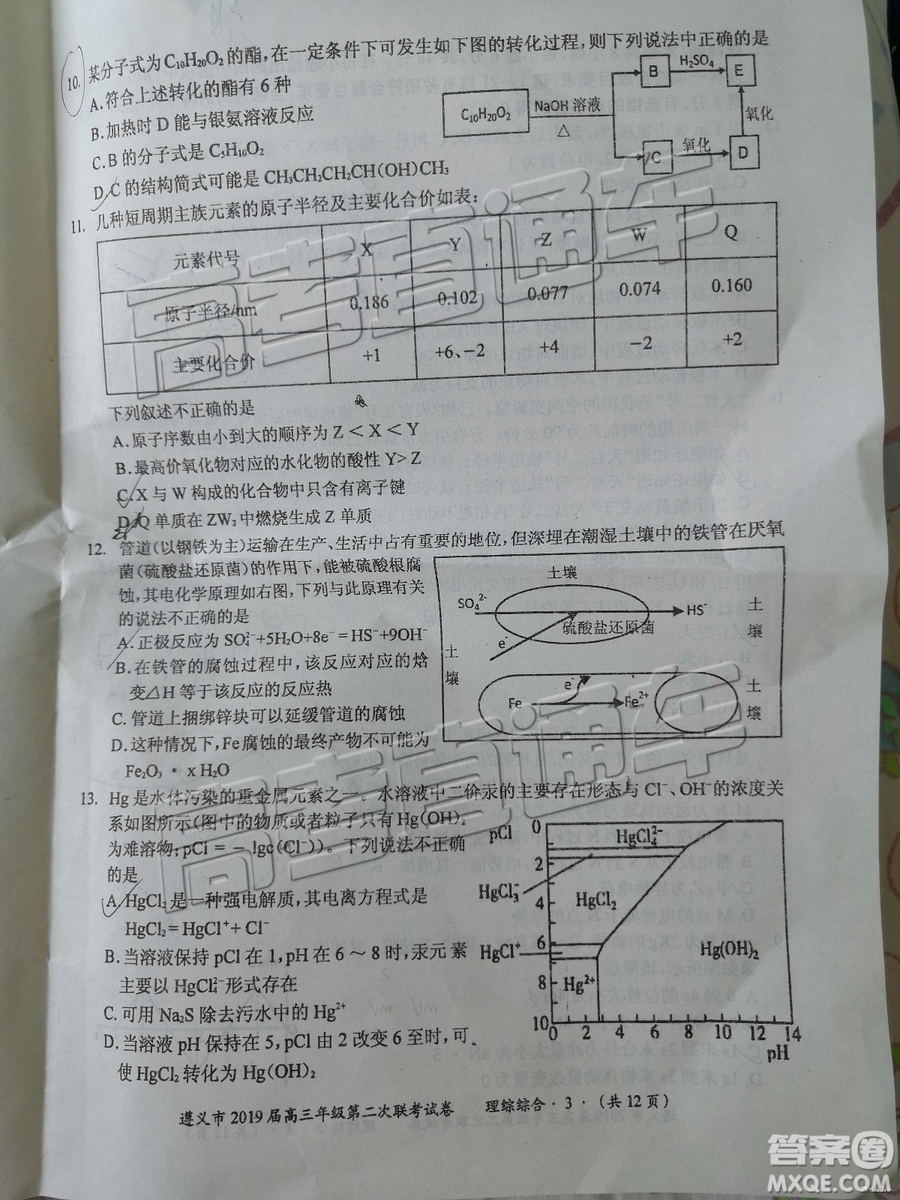 10. 某分子式为C₁₀H₂₀O₂的酯,在一定条件下可发生如下图的转化过程,则下列说法中正确的是
A.符合上述转化的酯有6种
B.加热时D能与银氨溶液反应
C.B的分子式是C₅H₁₀O₂
D.C的结构简式可能是CH₃CH₂CH₂CH(OH)CH₃
C₁₀H₂₀O₂
NaOH溶液
△
B
H₂SO₄
E
氧化
C
氧化
D
11. 几种短周期主族元素的原子半径及主要化合价如表:
元素代号 X Y Z W Q
原子半径/nm 0.186 0.102 0.077 0.074 0.160
主要化合价 +1 +6、-2 +4 -2 +2
下列叙述不正确的是
A.原子序数由小到大的顺序为Z<X<Y
B.最高价氧化物对应的水化物的酸性Y>Z
C.X与W构成的化合物中只含有离子键
D.Q单质在ZW₂中燃烧生成Z单质
12. 管道(以钢铁为主)运输在生产、生活中占有重要的地位,但深埋在潮湿土壤中的铁管在厌氧
菌(硫酸盐还原菌)的作用下,能被硫酸根腐
蚀,其电化学原理如右图,下列与此原理有关
的说法不正确的是
A.正极反应为SO₄²⁻+5H₂O+8e⁻=HS⁻+9OH⁻
B.在铁管的腐蚀过程中,该反应对应的焓
变△H等于该反应的反应热
C.管道上捆绑锌块可以延缓管道的腐蚀
D.这种情况下,Fe腐蚀的最终产物不可能为
Fe₂O₃·xH₂O
土壤
SO₄²⁻
HS⁻
硫酸盐还原菌
e⁻
土壤
土壤
e⁻
Fe
Fe²⁺
土壤
13. Hg是水体污染的重金属元素之一。水溶液中二价汞的主要存在形态与Cl⁻、OH⁻的浓度关
系如图所示(图中的物质或者粒子只有Hg(OH)₂
为难溶物;pCl=-lgc(Cl⁻))。下列说法不正确
的是
A.HgCl₂是一种强电解质,其电离方程式是
HgCl₂=HgCl⁺+Cl⁻
B.当溶液保持pCl在1,pH在6~8时,汞元素
主要以HgCl₄²⁻形式存在
C.可用Na₂S除去污水中的Hg²⁺
D.当溶液pH保持在5,pCl由2改变6至时,可
使HgCl₂转化为Hg(OH)₂
pCl
0
2
4
6
8
10
HgCl₄²⁻
HgCl₃⁻
HgCl₂
HgCl⁺
Hg²⁺
Hg(OH)₂
0 2 4 6 8 10 12 14
pH
遵义市2019届高三年级第二次联考试卷 理综综合·3·(共12页)
高考直通车
高考直通车
答案圈
MXQE.COM